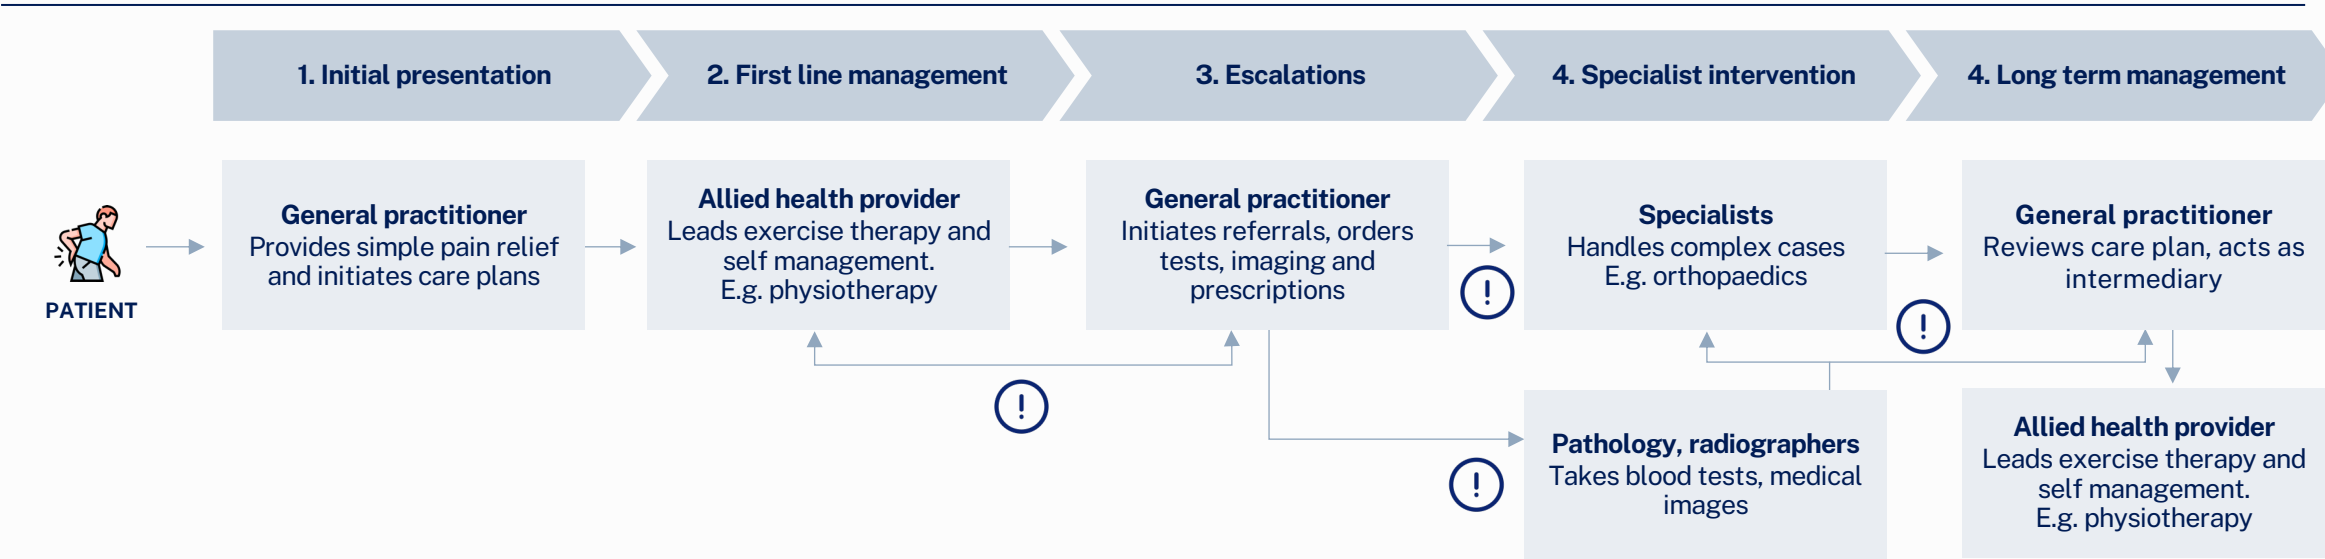 1. Initial presentation
2. First line management
3. Escalations
4. Specialist intervention
4. Long term management
PATIENT
General practitioner
Provides simple pain relief
and initiates care plans
Allied health provider
Leads exercise therapy and
self management.
E.g. physiotherapy
General practitioner
Initiates referrals, orders
tests, imaging and
prescriptions
!
Specialists
Handles complex cases
E.g. orthopaedics
!
General practitioner
Reviews care plan, acts as
intermediary
!
!
Pathology, radiographers
Takes blood tests, medical
images
Allied health provider
Leads exercise therapy and
self management.
E.g. physiotherapy